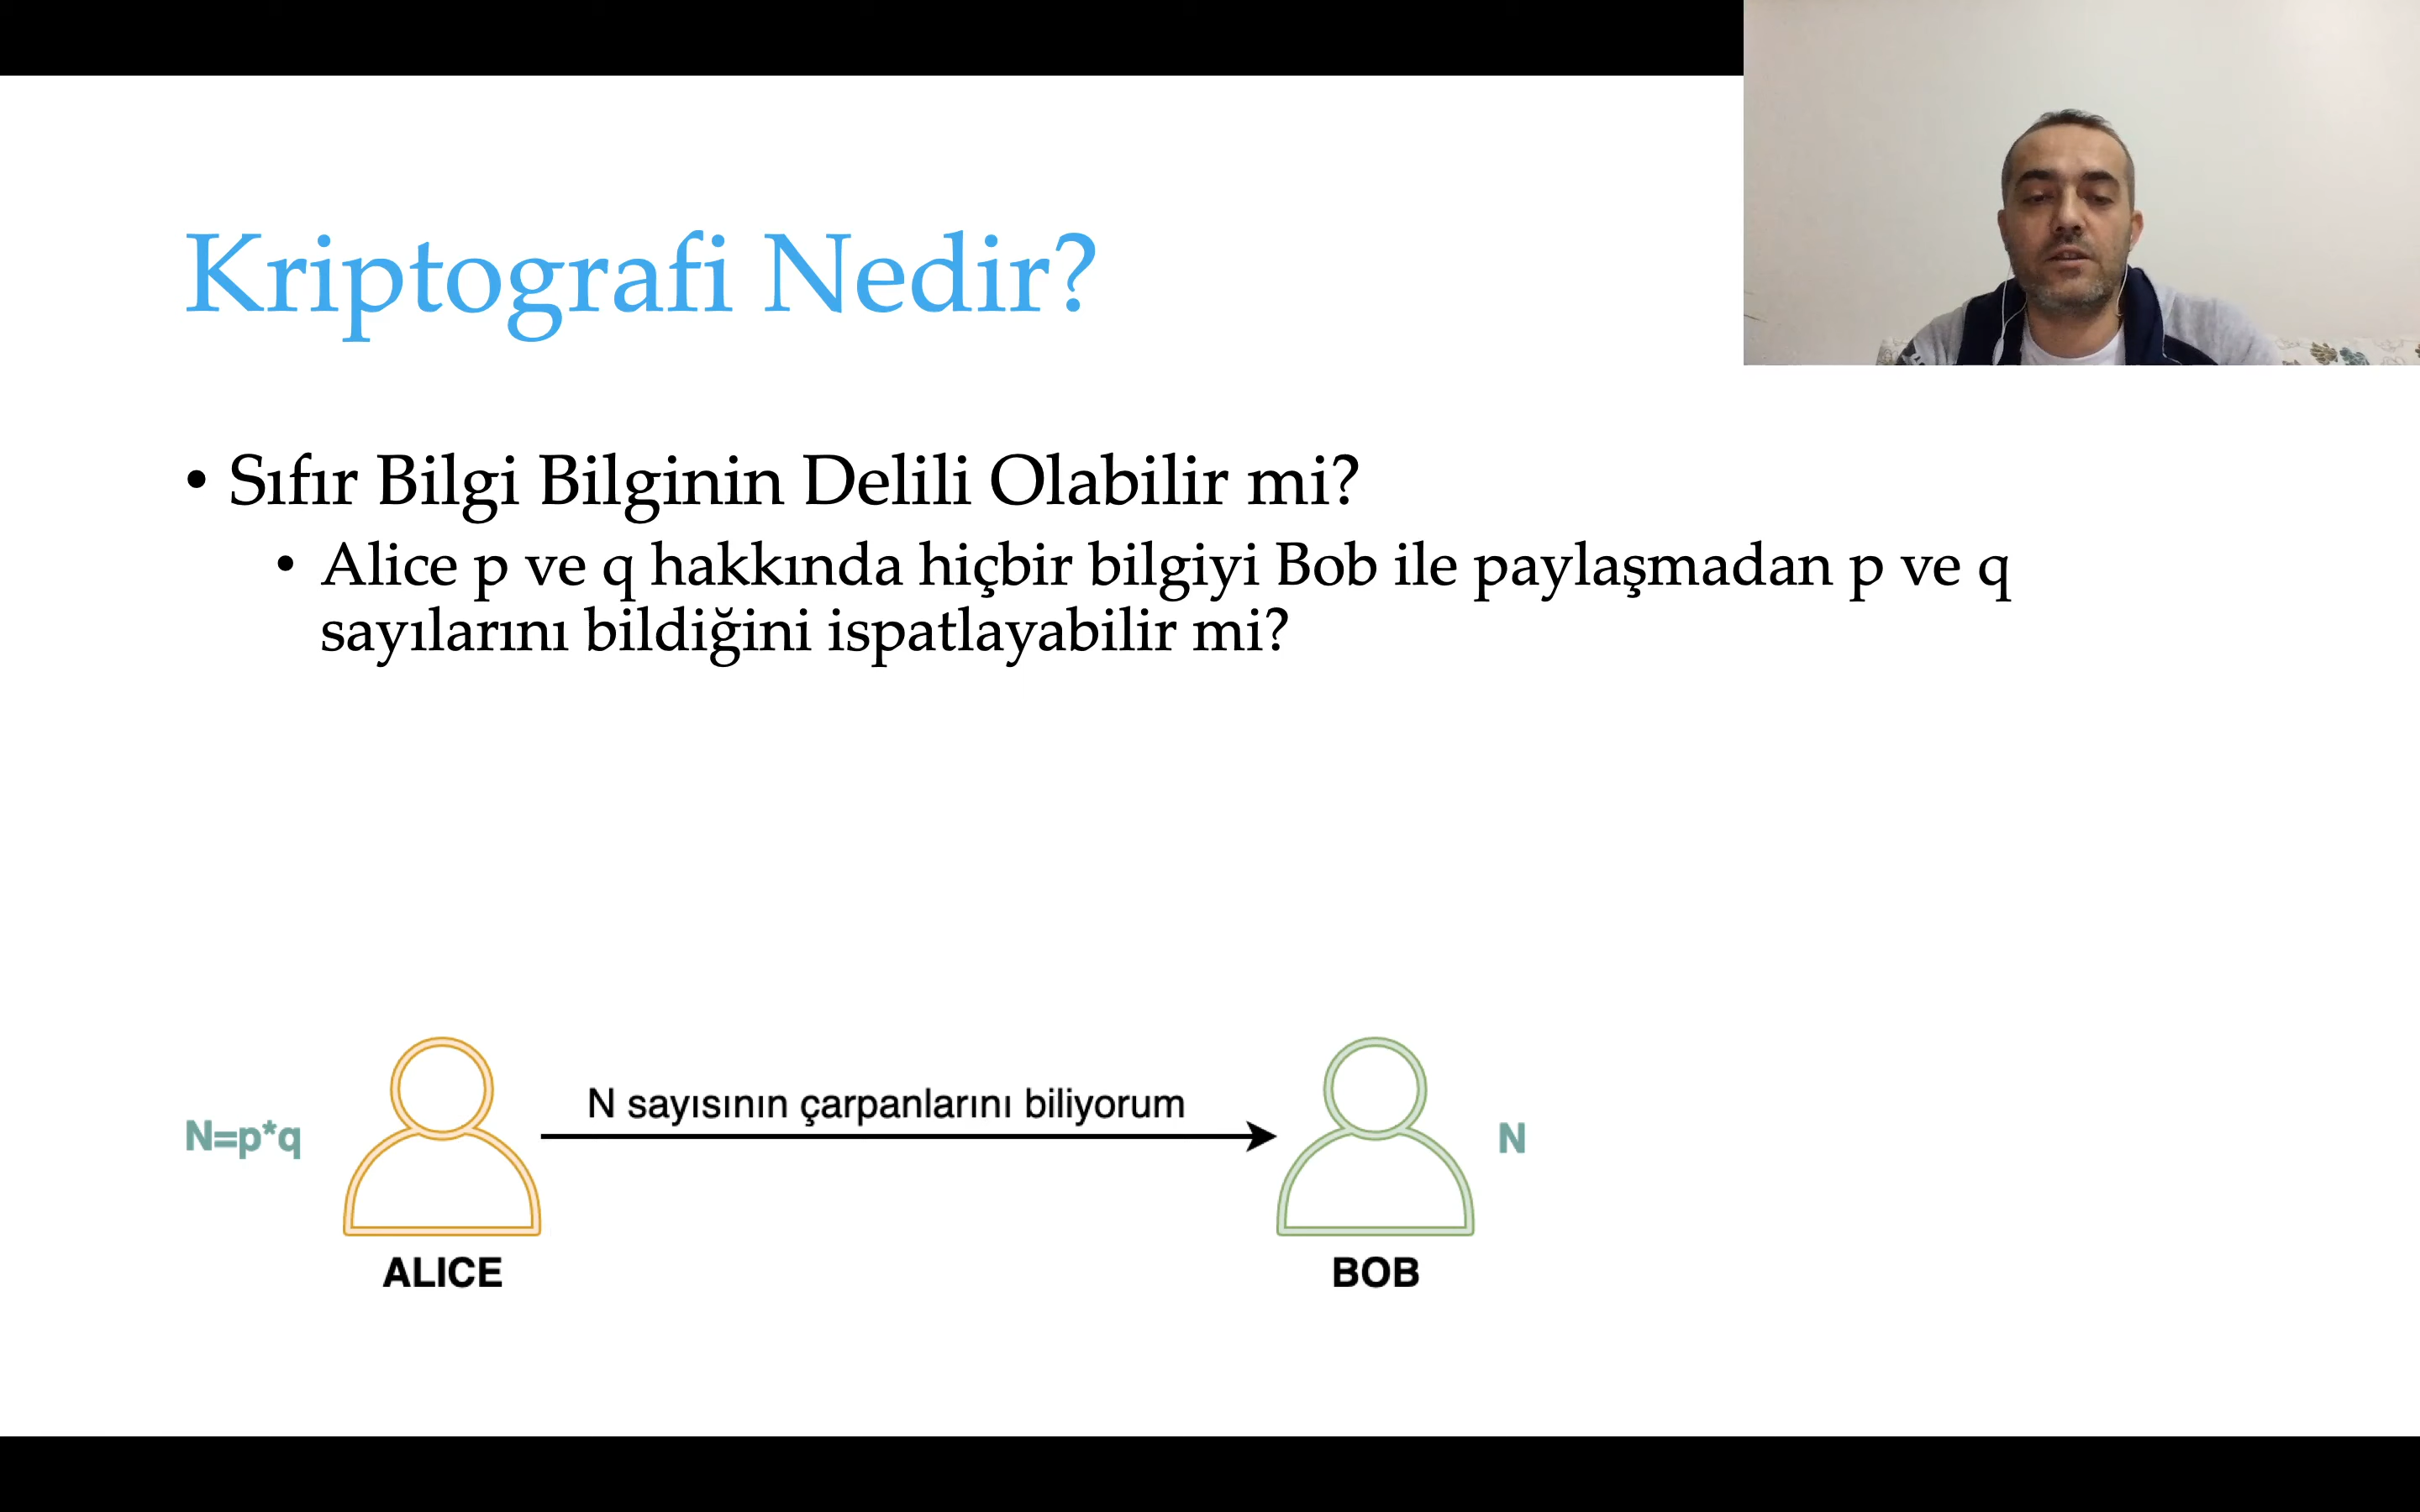 Kriptografi Nedir?
• Sıfır Bilgi Bilginin Delili Olabilir mi?
• Alice p ve q hakkında hiçbir bilgiyi Bob ile paylaşmadan p ve q
sayılarını bildiğini ispatlayabilir mi?
N sayısının çarpanlarını biliyorum
N=p*q
N
ALICE
BOB